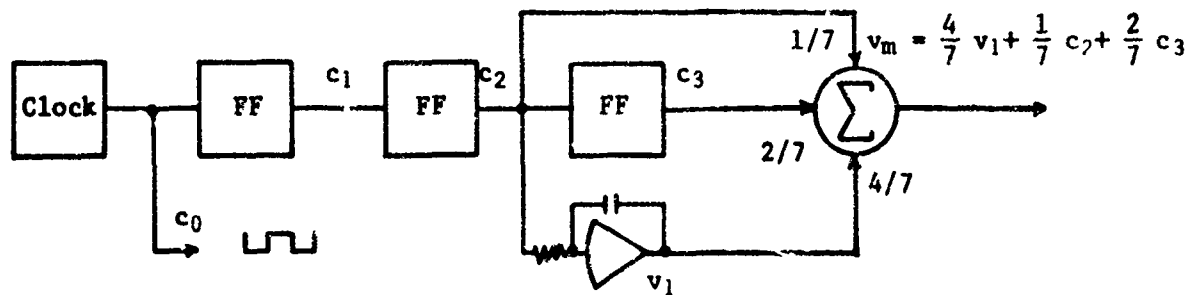 1/7
v_m = 4/7 v_1 + 1/7 c_2 + 2/7 c_3
Clock
FF
c_1
FF
c_2
FF
c_3
Σ
2/7
4/7
c_0
v_1